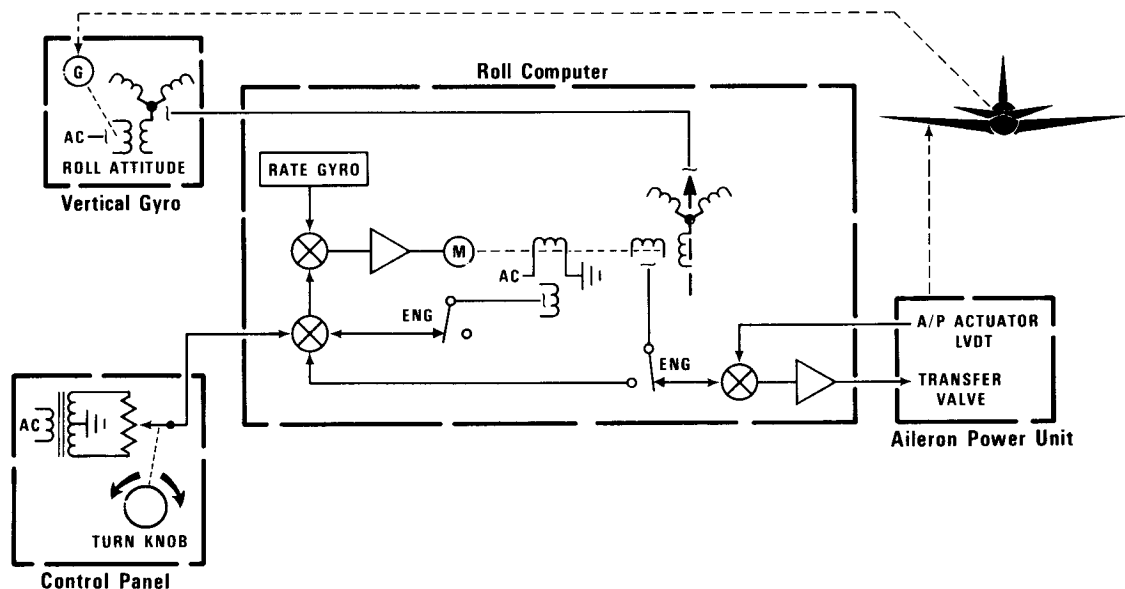 G
AC
ROLL ATTITUDE
Vertical Gyro
Roll Computer
RATE GYRO
M
AC
ENG
ENG
A/P ACTUATOR
LVDT
TRANSFER
VALVE
Aileron Power Unit
AC
TURN KNOB
Control Panel